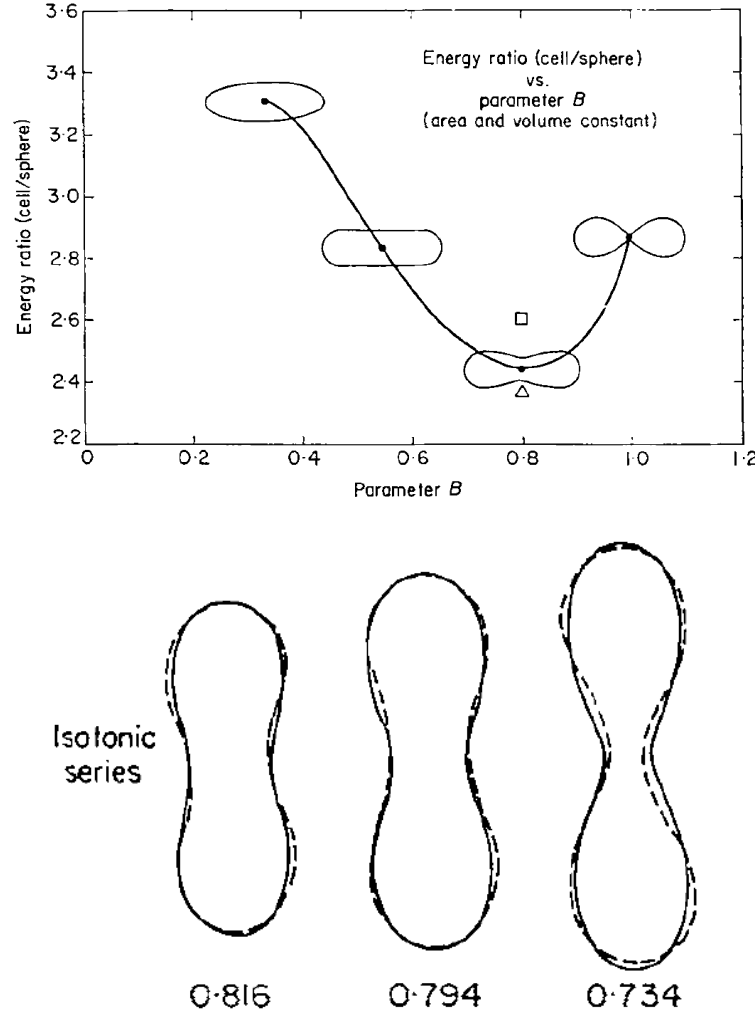 3·6
3·4
3·2
3·0
2·8
2·6
2·4
2·2
Energy ratio (cell/sphere)
Energy ratio (cell/sphere)
vs.
parameter B
(area and volume constant)
0 0·2 0·4 0·6 0·8 1·0 1·2
Parameter B
Isotonic
series
0·816 0·794 0·734